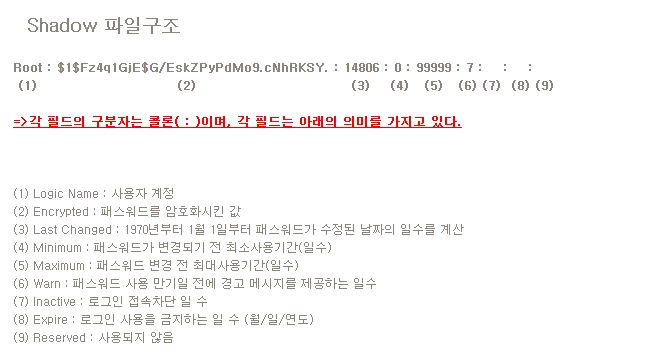 Shadow 파일구조
Root : $1$Fz4q1GjE$G/EskZPyPdMo9.cNhRKSY. : 14806 : 0 : 99999 : 7 : : :
(1) (2) (3) (4) (5) (6) (7) (8) (9)
=>각 필드의 구분자는 콜론( : )이며, 각 필드는 아래의 의미를 가지고 있다.
(1) Logic Name : 사용자 계정
(2) Encrypted : 패스워드를 암호화시킨 값
(3) Last Changed : 1970년부터 1월 1일부터 패스워드가 수정된 날짜의 일수를 계산
(4) Minimum : 패스워드가 변경되기 전 최소사용기간(일수)
(5) Maximum : 패스워드 변경 전 최대사용기간(일수)
(6) Warn : 패스워드 사용 만기일 전에 경고 메시지를 제공하는 일수
(7) Inactive : 로그인 접속차단 일 수
(8) Expire : 로그인 사용을 금지하는 일 수 (월/일/연도)
(9) Reserved : 사용되지 않음